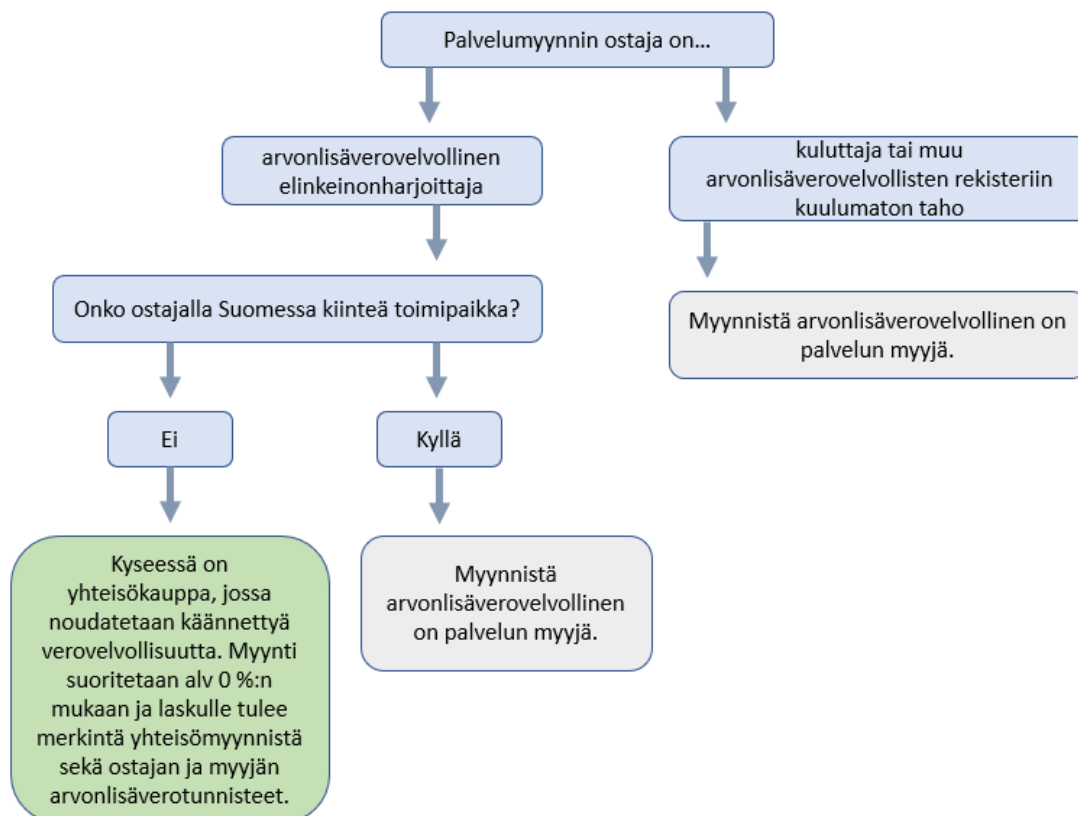 Palvelumyynnin ostaja on…
arvonlisäverovelvollinen
elinkeinonharjoittaja
kuluttaja tai muu
arvonlisäverovelvollisten rekisteriin
kuulumaton taho
Onko ostajalla Suomessa kiinteä toimipaikka?
Myynnistä arvonlisäverovelvollinen on
palvelun myyjä.
Ei
Kyllä
Kyseessä on
yhteisökauppa, jossa
noudatetaan käännettyä
verovelvollisuutta. Myynti
suoritetaan alv 0 %:n
mukaan ja laskulle tulee
merkintä yhteisömyynnistä
sekä ostajan ja myyjän
arvonlisäverotunnisteet.
Myynnistä
arvonlisäverovelvollinen
on palvelun myyjä.